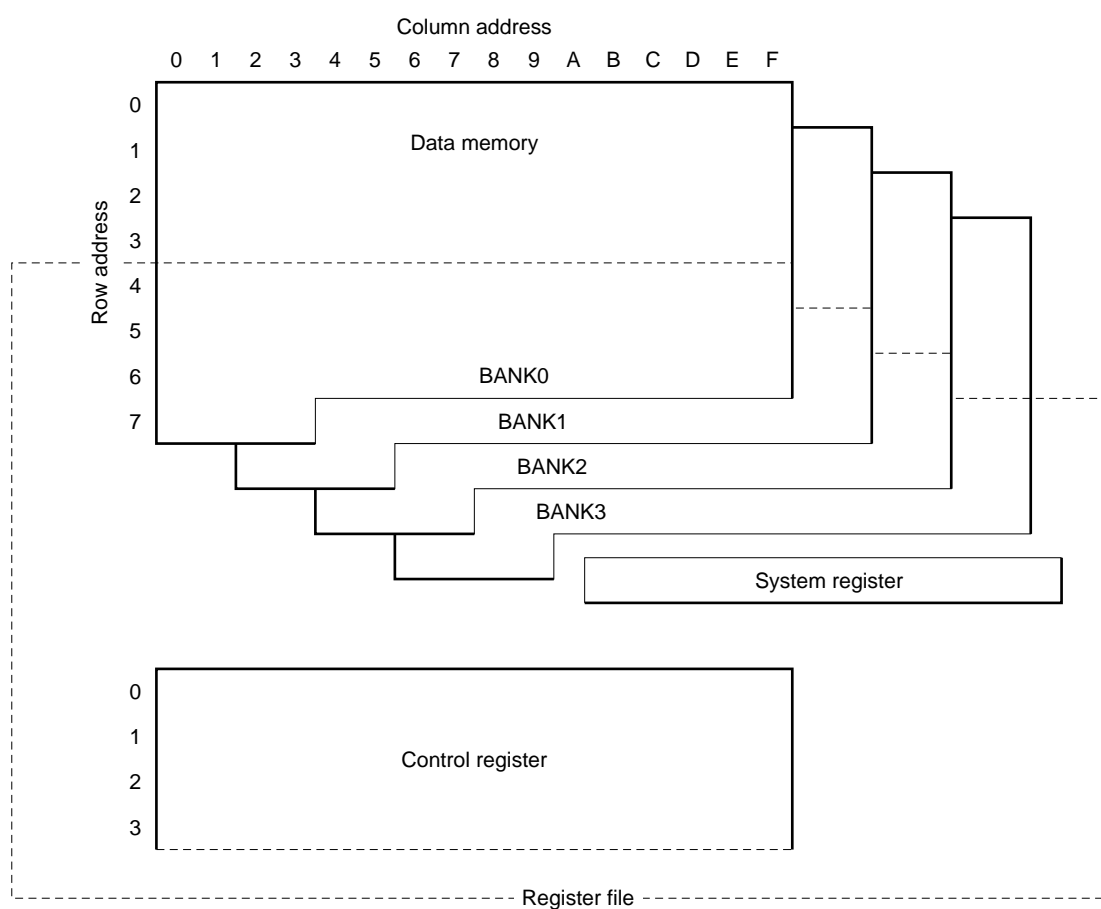 Column address
0 1 2 3 4 5 6 7 8 9 A B C D E F
0
Data memory
1
2
3
Row address
4
5
6
BANK0
7
BANK1
BANK2
BANK3
System register
0
1
Control register
2
3
Register file